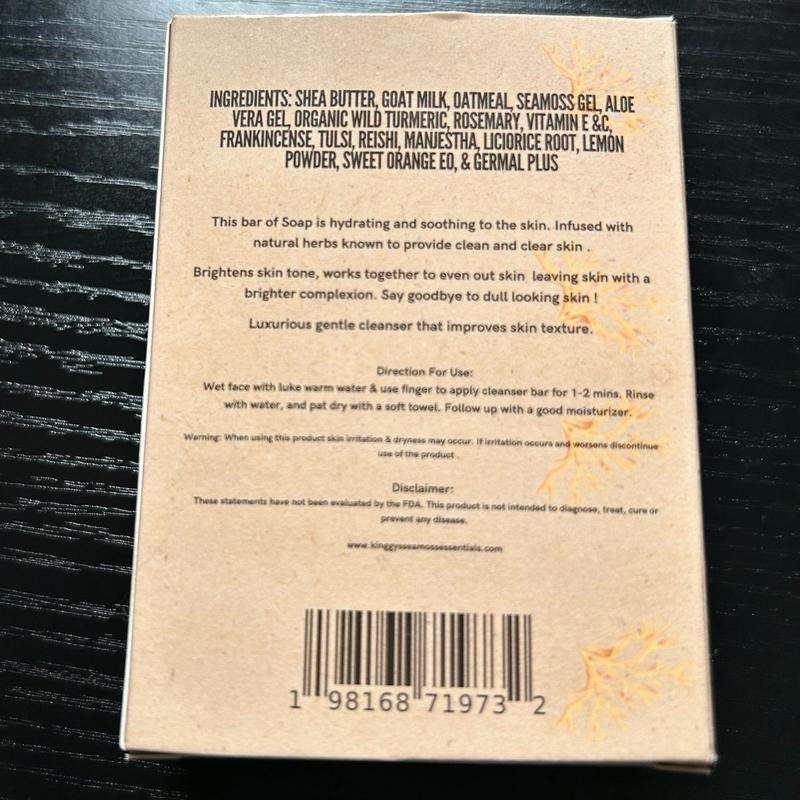 INGREDIENTS: SHEA BUTTER, GOAT MILK, OATMEAL, SEAMOSS GEL, ALOE
VERA GEL, ORGANIC WILD TURMERIC, ROSEMARY, VITAMIN E &C,
FRANKINCENSE, TULSI, REISHI, MANJESTHA, LICIORICE ROOT, LEMON
POWDER, SWEET ORANGE EO, & GERMAL PLUS
This bar of Soap is hydrating and soothing to the skin. Infused with
natural herbs known to provide clean and clear skin .
Brightens skin tone, works together to even out skin leaving skin with a
brighter complexion. Say goodbye to dull looking skin !
Luxurious gentle cleanser that improves skin texture.
Direction For Use:
Wet face with luke warm water & use finger to apply cleanser bar for 1-2 mins. Rinse
with water, and pat dry with a soft towel. Follow up with a good moisturizer.
Warning: When using this product skin irritation & dryness may occur. If irritation occurs and worsens discontinue
use of the product .
Disclaimer:
These statements have not been evaluated by the FDA. This product is not intended to diagnose, treat, cure or
prevent any disease.
www.kinggysseamossessentials.com
1 98168 71973 2